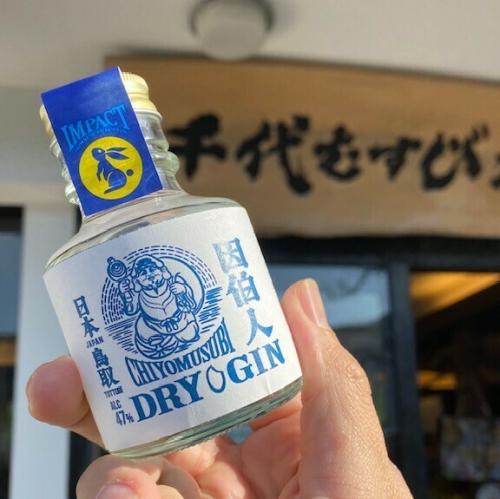 IMPACT
千代むすび
因伯人
日本
JAPAN
鳥取
TOTTORI
ALC
47%
CHIYOMUSUBI
DRY GIN